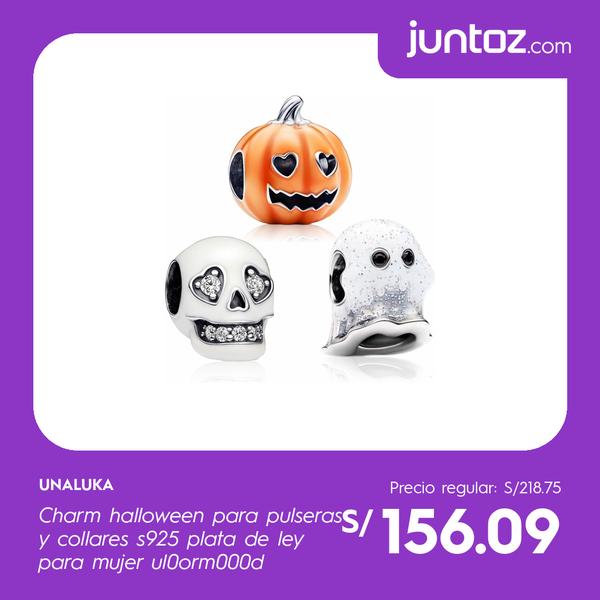 juntoz.com
UNALUKA
Charm halloween para pulseras
y collares s925 plata de ley
para mujer ul0orm000d
Precio regular: S/218.75
S/ 156.09